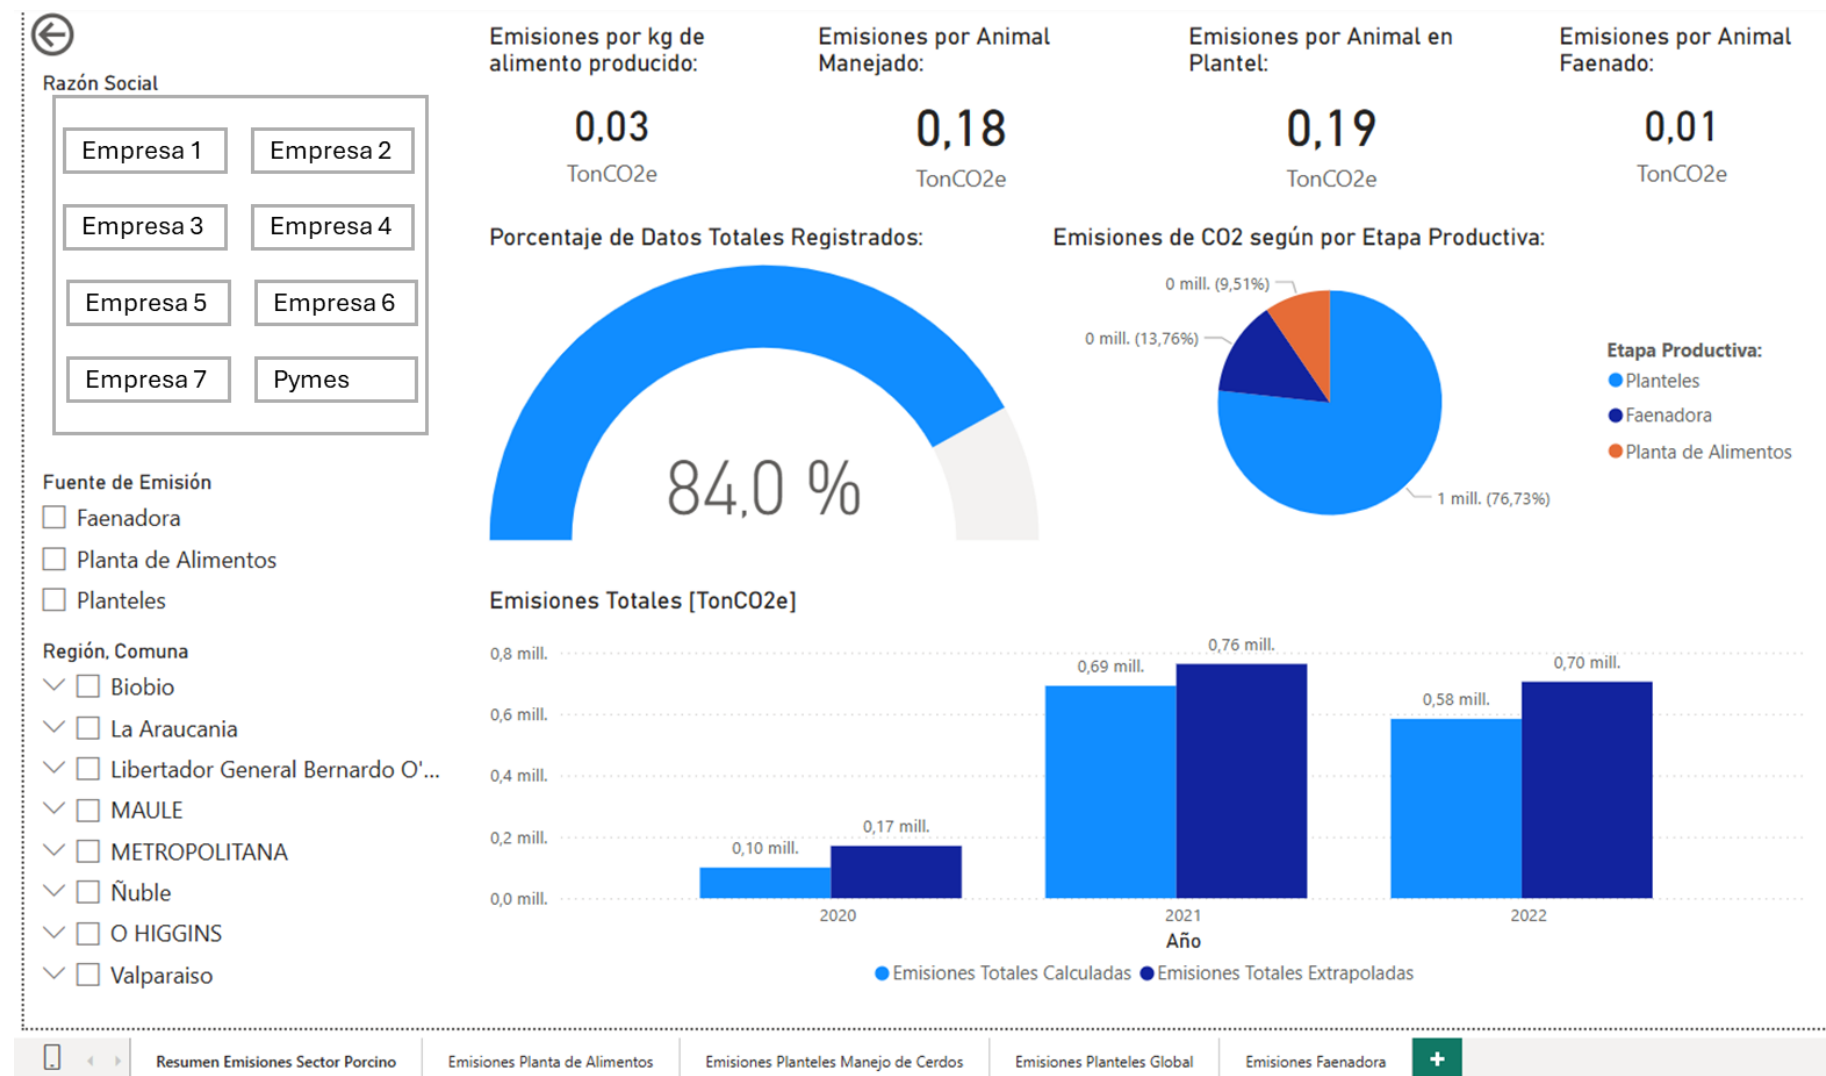 Razón Social
Empresa 1
Empresa 2
Empresa 3
Empresa 4
Empresa 5
Empresa 6
Empresa 7
Pymes
Fuente de Emisión
Faenadora
Planta de Alimentos
Planteles
Región, Comuna
Biobio
La Araucania
Libertador General Bernardo O'...
MAULE
METROPOLITANA
Ñuble
O HIGGINS
Valparaiso
Emisiones por kg de
alimento producido:
0,03
TonCO2e
Emisiones por Animal
Manejado:
0,18
TonCO2e
Emisiones por Animal en
Plantel:
0,19
TonCO2e
Emisiones por Animal
Faenado:
0,01
TonCO2e
Porcentaje de Datos Totales Registrados:
84,0 %
Emisiones de CO2 según por Etapa Productiva:
0 mill. (9,51%)
0 mill. (13,76%)
1 mill. (76,73%)
Etapa Productiva:
Planteles
Faenadora
Planta de Alimentos
Emisiones Totales [TonCO2e]
0,8 mill.
0,6 mill.
0,4 mill.
0,2 mill.
0,0 mill.
0,10 mill.
0,17 mill.
0,69 mill.
0,76 mill.
0,58 mill.
0,70 mill.
2020
2021
2022
Año
Emisiones Totales Calculadas
Emisiones Totales Extrapoladas
Resumen Emisiones Sector Porcino
Emisiones Planta de Alimentos
Emisiones Planteles Manejo de Cerdos
Emisiones Planteles Global
Emisiones Faenadora
+